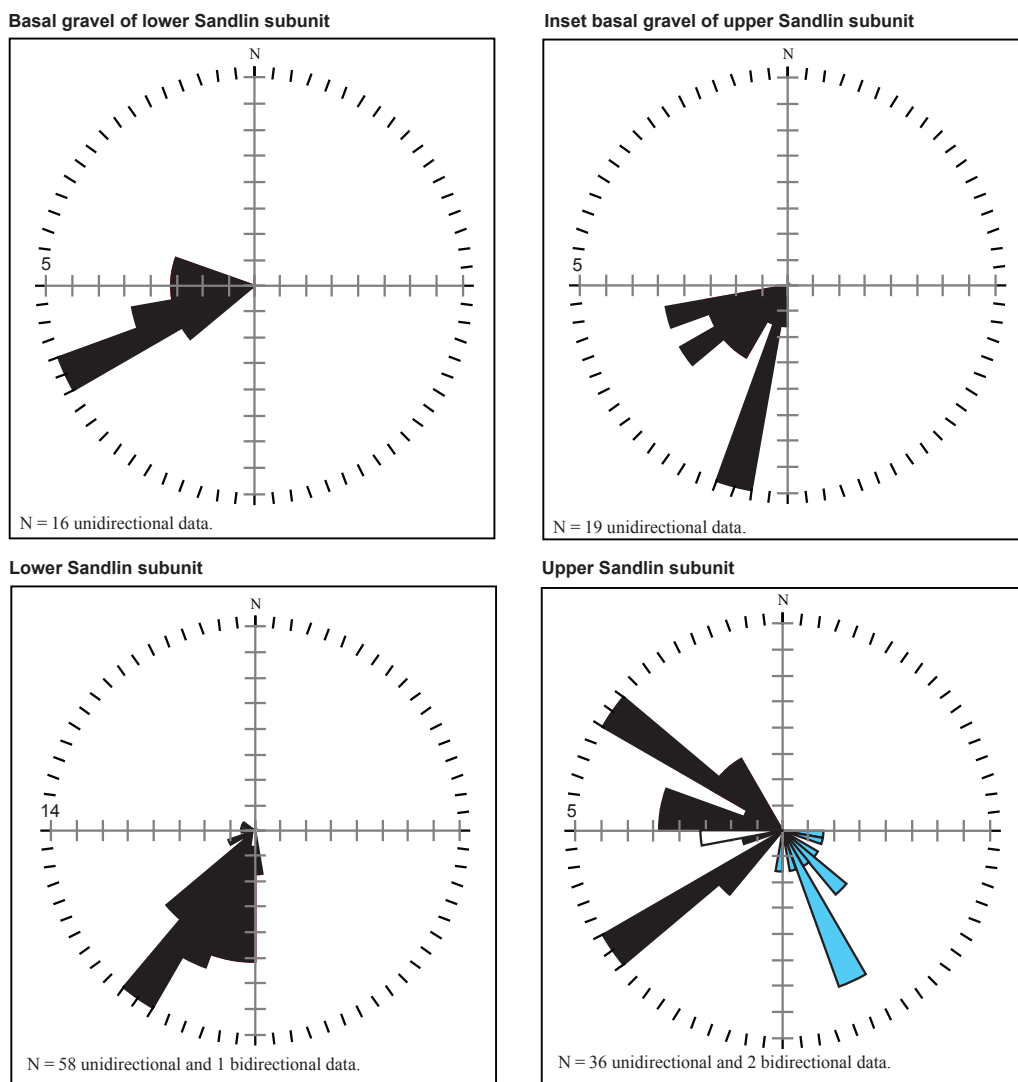 Basal gravel of lower Sandlin subunit
N
5
N = 16 unidirectional data.
Inset basal gravel of upper Sandlin subunit
N
5
N = 19 unidirectional data.
Lower Sandlin subunit
N
14
N = 58 unidirectional and 1 bidirectional data.
Upper Sandlin subunit
N
5
N = 36 unidirectional and 2 bidirectional data.